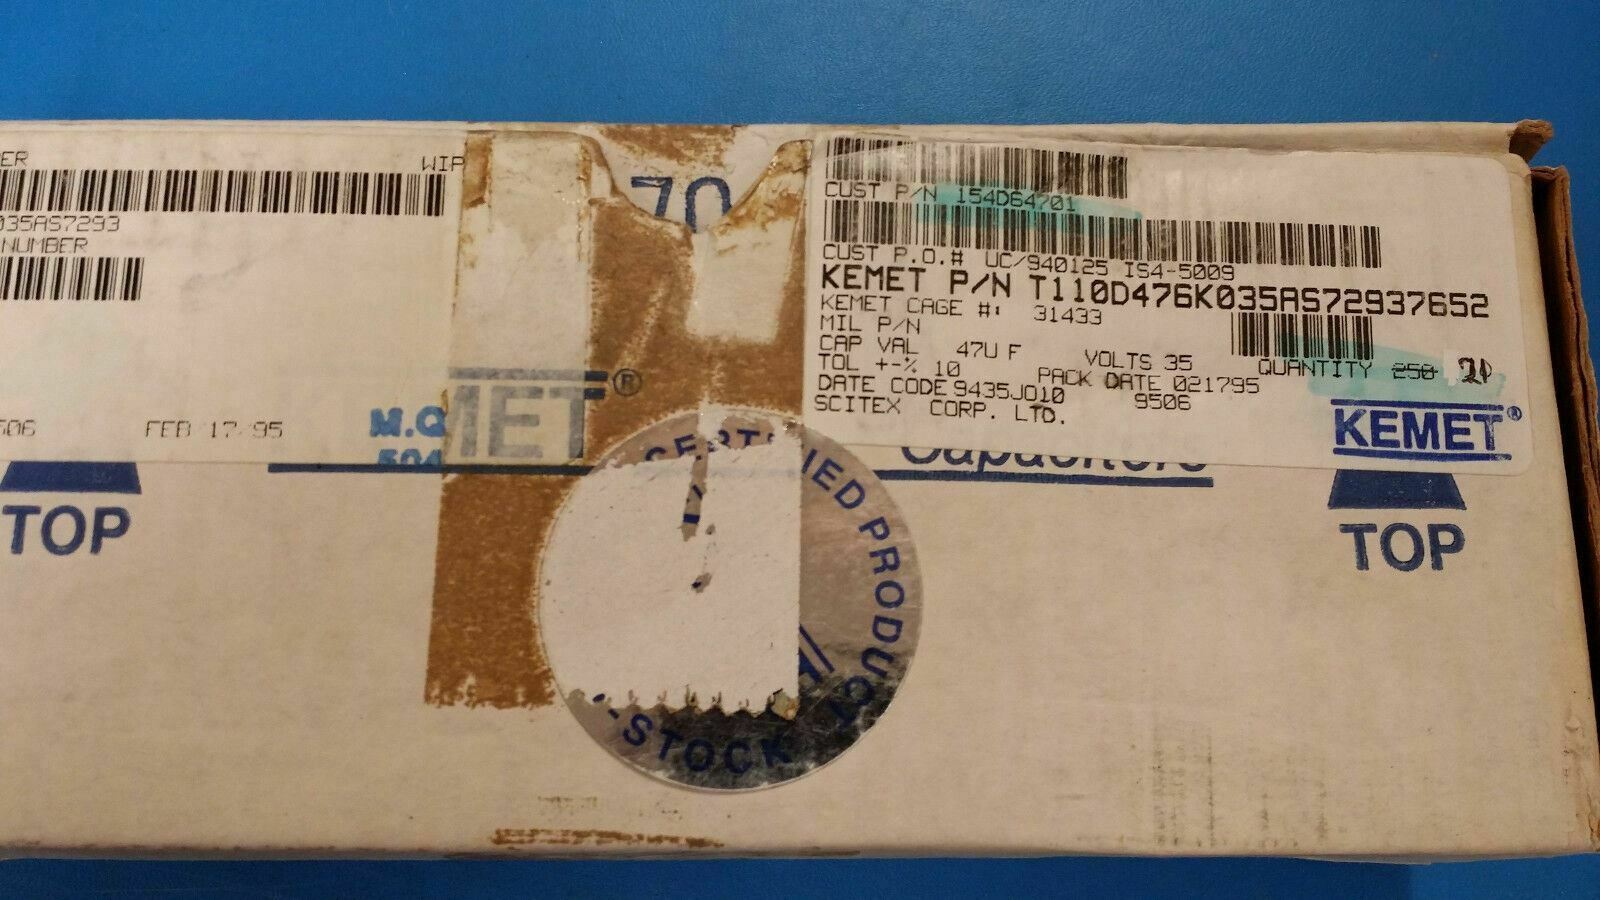 ER
WIP
035AS7293
NUMBER
506 FEB 17/95
M.Q
504
70
MET®
CUST P/N 154D64701
CUST P.O.# UC/940125 IS4-5009
KEMET P/N T110D476K035AS72937652
KEMET CAGE #: 31433
MIL P/N
CAP VAL 47U F VOLTS 35 QUANTITY 250
TOL +-% 10 PACK DATE 021795
DATE CODE 9435J010 9506
SCITEX CORP. LTD.
KEMET®
Capacitors
TOP
TOP
CERTIFIED PRODUCT
-STOCK